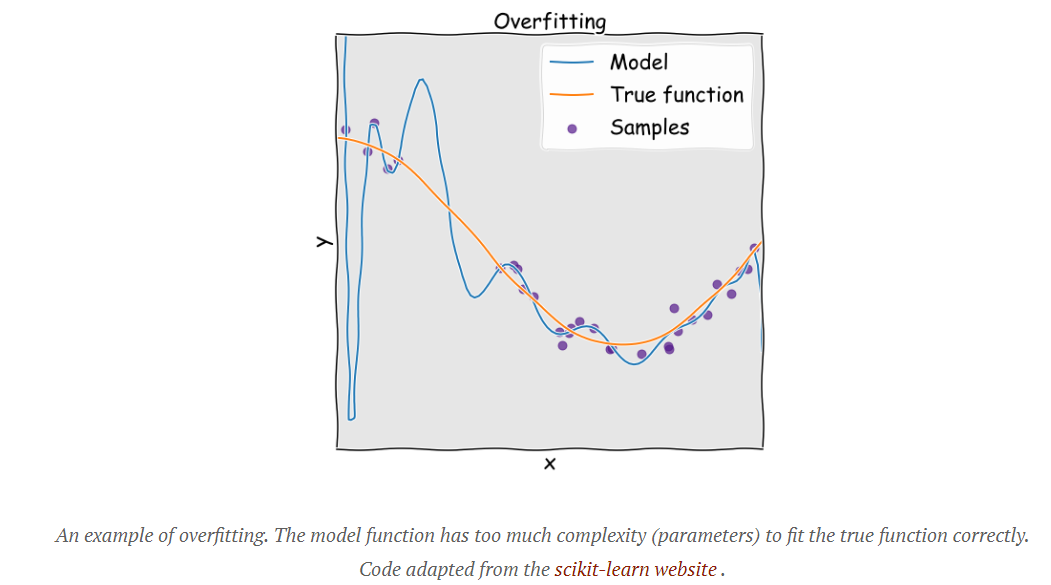 Overfitting
Model
True function
Samples
y
x
An example of overfitting. The model function has too much complexity (parameters) to fit the true function correctly.
Code adapted from the scikit-learn website .